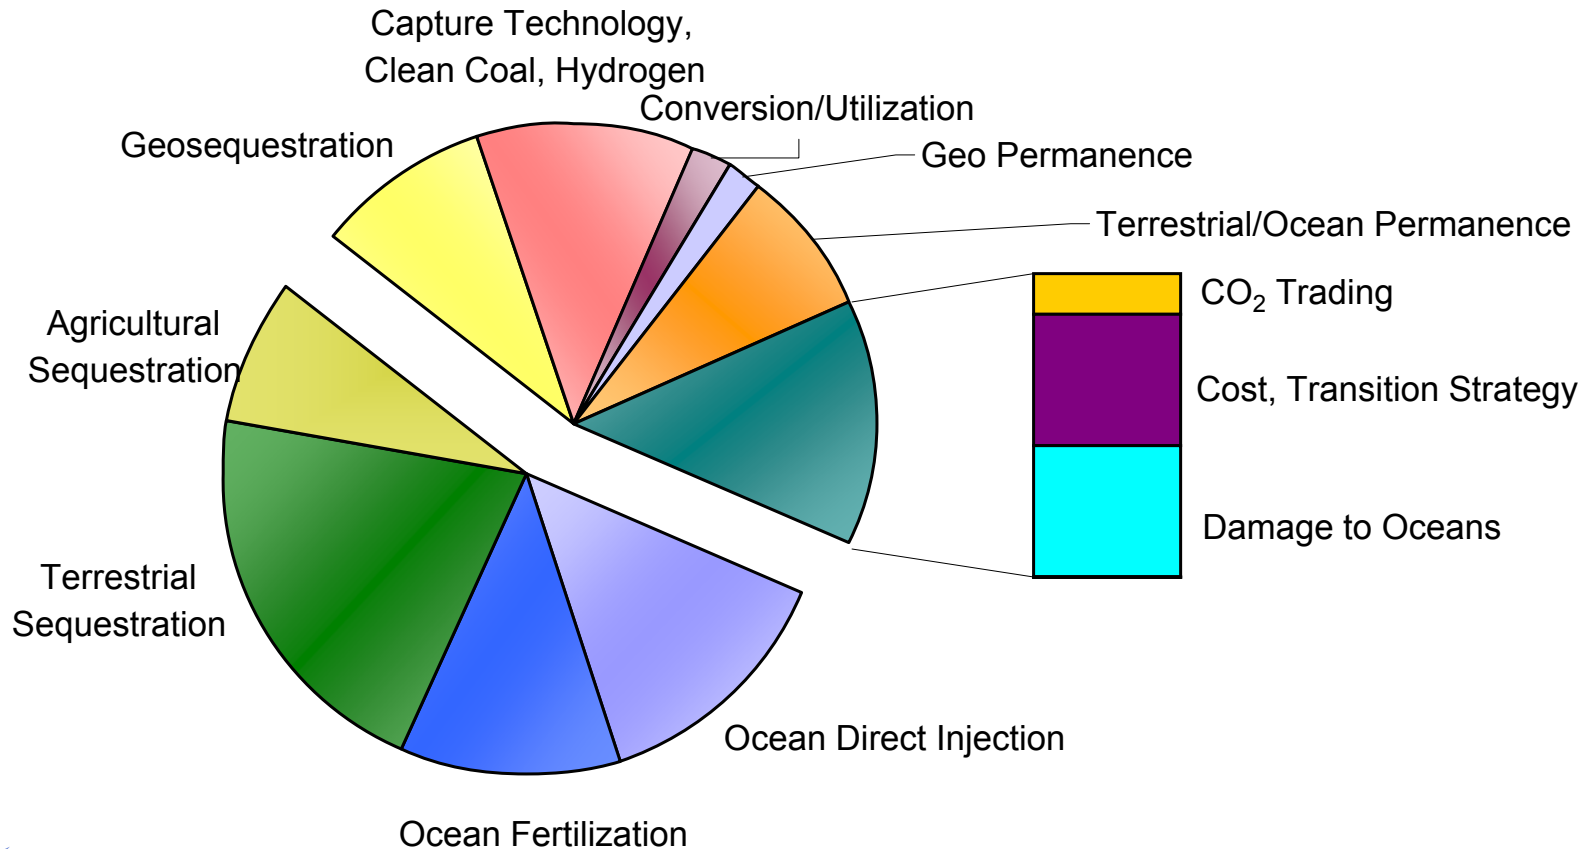 Capture Technology,
Clean Coal, Hydrogen
Conversion/Utilization
Geosequestration
Geo Permanence
Terrestrial/Ocean Permanence
CO₂ Trading
Agricultural
Sequestration
Cost, Transition Strategy
Damage to Oceans
Terrestrial
Sequestration
Ocean Direct Injection
Ocean Fertilization